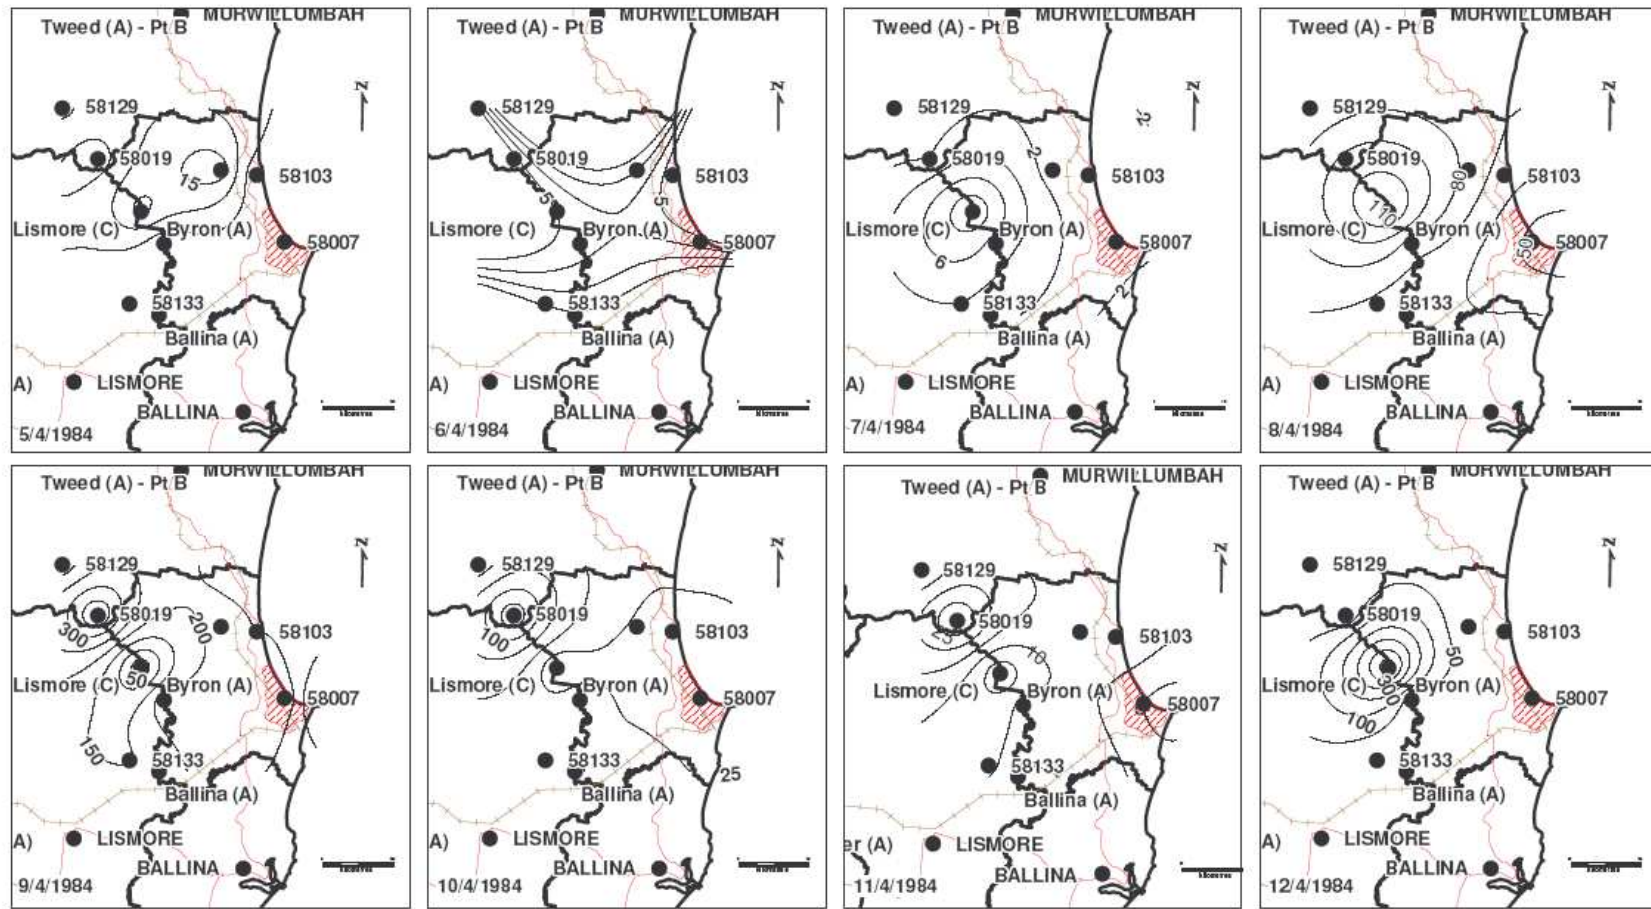 MURWILLUMBAH
Tweed (A) - Pt B
58129
58019
15
58103
Lismore (C)
Byron (A)
58007
58133
Ballina (A)
A)
LISMORE
BALLINA
5/4/1984
MURWILLUMBAH
Tweed (A) - Pt B
58129
58019
5
58103
5
Lismore (C)
Byron (A)
58007
58133
Ballina (A)
A)
LISMORE
BALLINA
6/4/1984
MURWILLUMBAH
Tweed (A) - Pt B
2
58129
58019
2
58103
Lismore (C)
Byron (A)
58007
6
2
58133
Ballina (A)
A)
LISMORE
BALLINA
7/4/1984
MURWILLUMBAH
Tweed (A) - Pt B
58129
58019
80
58103
110
Lismore (C)
Byron (A)
58007
50
58133
Ballina (A)
A)
LISMORE
BALLINA
8/4/1984
MURWILLUMBAH
Tweed (A) - Pt B
58129
58019
300
200
58103
50
Lismore (C)
Byron (A)
58007
150
58133
Ballina (A)
A)
LISMORE
BALLINA
9/4/1984
MURWILLUMBAH
Tweed (A) - Pt B
58129
58019
100
58103
Lismore (C)
Byron (A)
58007
58133
25
Ballina (A)
A)
LISMORE
BALLINA
10/4/1984
MURWILLUMBAH
Tweed (A) - Pt B
58129
58019
25
58103
10
Lismore (C)
Byron (A)
58007
58133
Ballina (A)
er (A)
LISMORE
BALLINA
11/4/1984
MURWILLUMBAH
Tweed (A) - Pt B
58129
58019
58103
50
Lismore (C)
300
Byron (A)
58007
100
58133
Ballina (A)
A)
LISMORE
BALLINA
12/4/1984